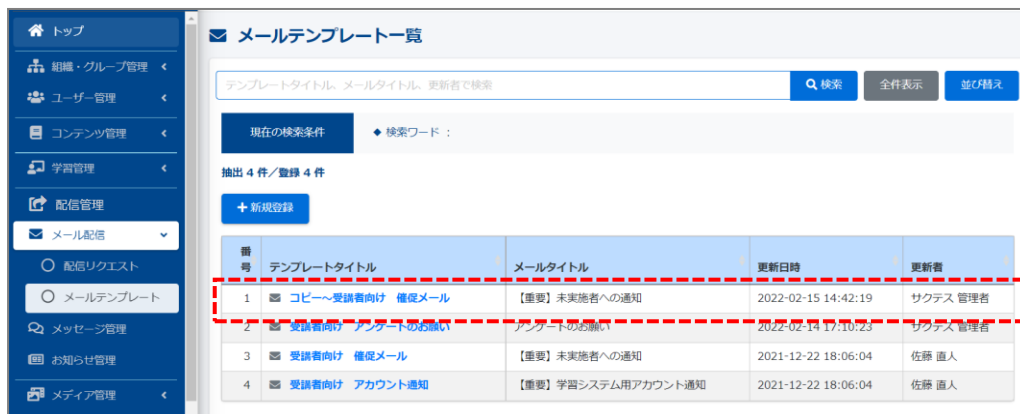 トップ
組織・グループ管理
ユーザー管理
コンテンツ管理
学習管理
配信管理
メール配信
配信リクエスト
メールテンプレート
メッセージ管理
お知らせ管理
メディア管理
メールテンプレート一覧
テンプレートタイトル、メールタイトル、更新者で検索 検索 全件表示 並び替え
現在の検索条件 ◆ 検索ワード :
抽出 4 件／登録 4 件
+ 新規登録
番号 テンプレートタイトル メールタイトル 更新日時 更新者
1 コピー～受講者向け 催促メール 【重要】未実施者への通知 2022-02-15 14:42:19 サクテス 管理者
2 受講者向け アンケートのお願い アンケートのお願い 2022-02-14 17:10:23 サクテス 管理者
3 受講者向け 催促メール 【重要】未実施者への通知 2021-12-22 18:06:04 佐藤 直人
4 受講者向け アカウント通知 【重要】学習システム用アカウント通知 2021-12-22 18:06:04 佐藤 直人